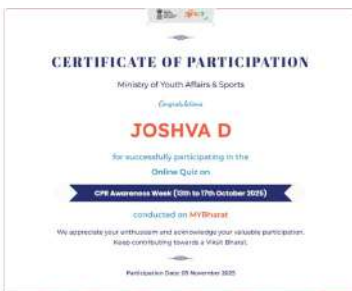 CERTIFICATE OF PARTICIPATION
Ministry of Youth Affairs & Sports
Congratulations
JOSHVA D
for successfully participating in the
Online Quiz on
CPR Awareness Week (13th to 17th October 2025)
conducted on MYBharat
We appreciate your enthusiasm and acknowledge your valuable participation.
Keep contributing towards a Viksit Bharat.
Participation Date: 05 November 2025